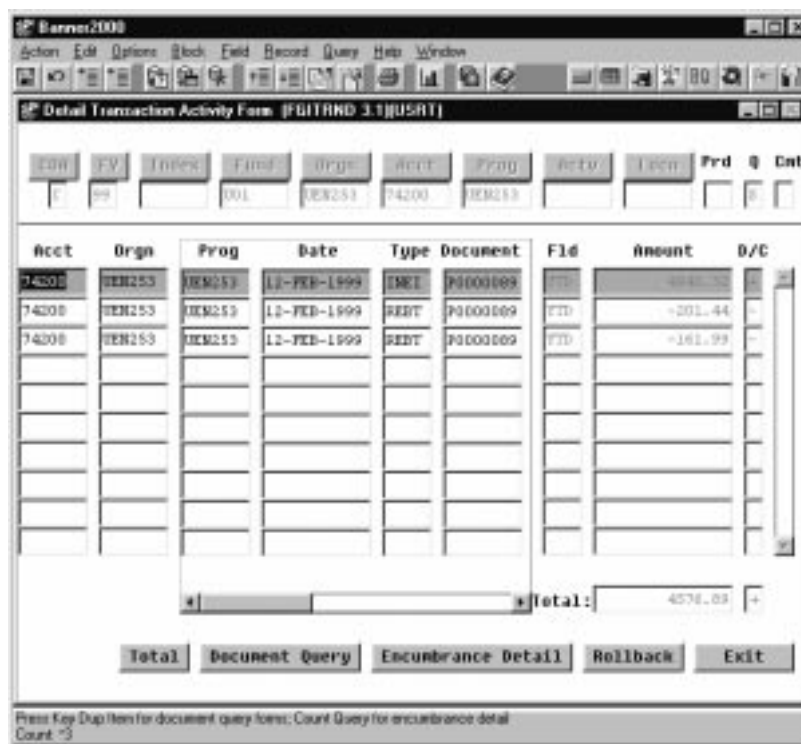 Banner2000
Action Edit Options Block Field Record Query Help Window
Detail Transaction Activity Form (FGITRND 3.1)(USRT)
COA FY Index Fund Orgn Acct Prog Actv Locn Prd Q Cmt
C 99 001 UEN253 74200 UEN253
Acct Orgn Prog Date Type Document Fld Amount D/C
74200 UEN253 UEN253 12-FEB-1999 INEI P0000089 YTD +
74200 UEN253 UEN253 12-FEB-1999 REBT P0000089 YTD -201.44 -
74200 UEN253 UEN253 12-FEB-1999 REBT P0000089 YTD -161.99 -
Total: +
Total Document Query Encumbrance Detail Rollback Exit
Press Key Dup Item for document query forms; Count Query for encumbrance detail
Count: *3